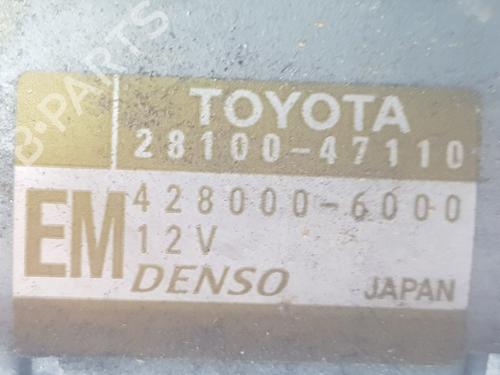 B-PARTS
TOYOTA
28100-47110
EM 428000-6000
12V
DENSO JAPAN